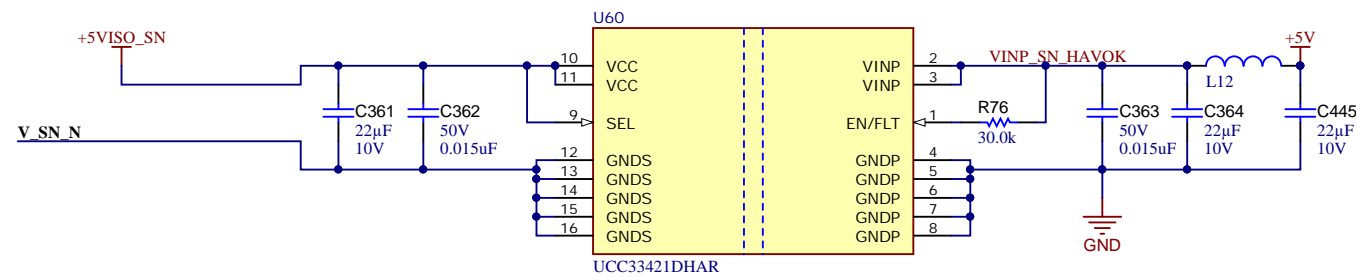 U60
+5VISO_SN
+5V
10
VCC
VINP
2
VINP_SN_HAVOK
11
VCC
VINP
3
L12
C361
22µF
10V
C362
50V
0.015uF
9
SEL
EN/FLT
1
R76
30.0k
C363
50V
0.015uF
C364
22µF
10V
C445
22µF
10V
V_SN_N
12
GNDS
GNDP
4
13
GNDS
GNDP
5
14
GNDS
GNDP
6
15
GNDS
GNDP
7
16
GNDS
GNDP
8
GND
UCC33421DHAR